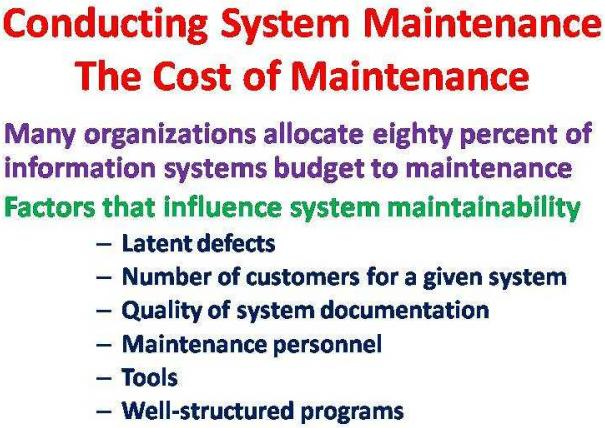 Conducting System Maintenance
The Cost of Maintenance
Many organizations allocate eighty percent of
information systems budget to maintenance
Factors that influence system maintainability
– Latent defects
– Number of customers for a given system
– Quality of system documentation
– Maintenance personnel
– Tools
– Well-structured programs